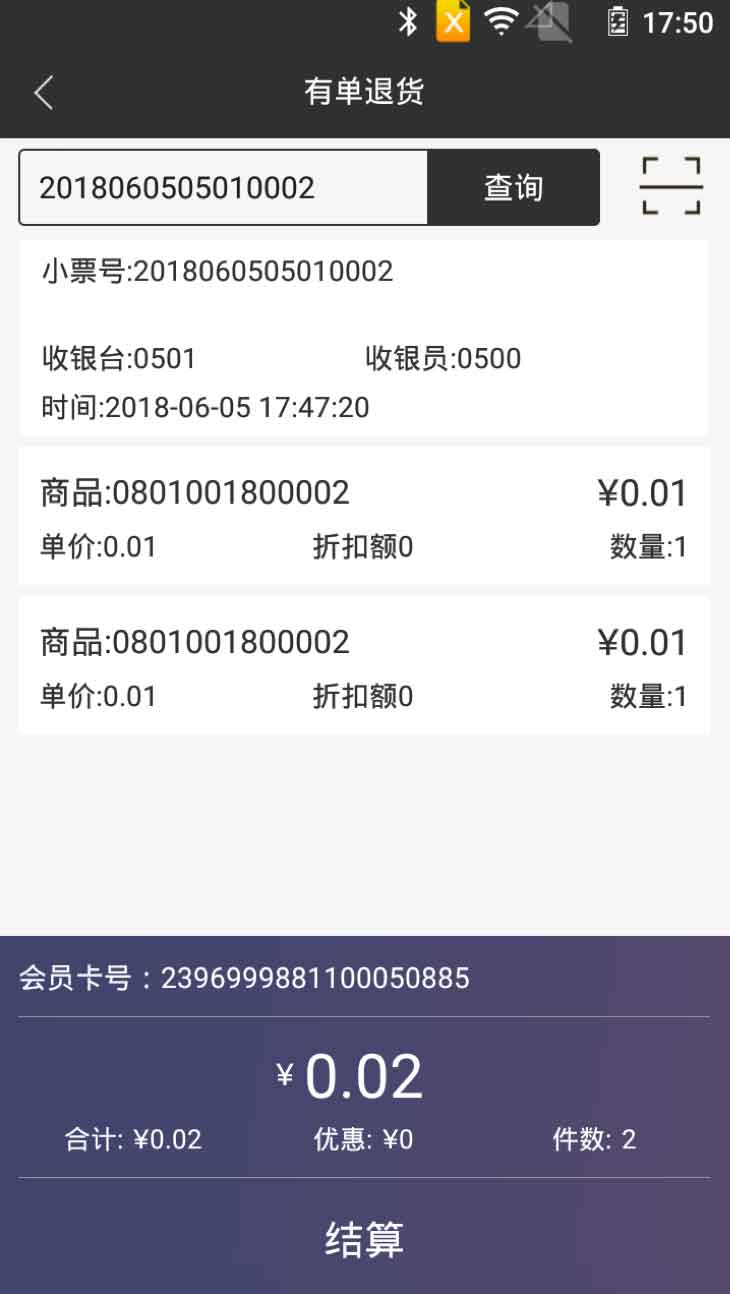 17:50
有单退货
2018060505010002 查询
小票号:2018060505010002
收银台:0501 收银员:0500
时间:2018-06-05 17:47:20
商品:0801001800002 ¥0.01
单价:0.01 折扣额0 数量:1
商品:0801001800002 ¥0.01
单价:0.01 折扣额0 数量:1
会员卡号：2396999881100050885
¥ 0.02
合计: ¥0.02 优惠: ¥0 件数: 2
结算